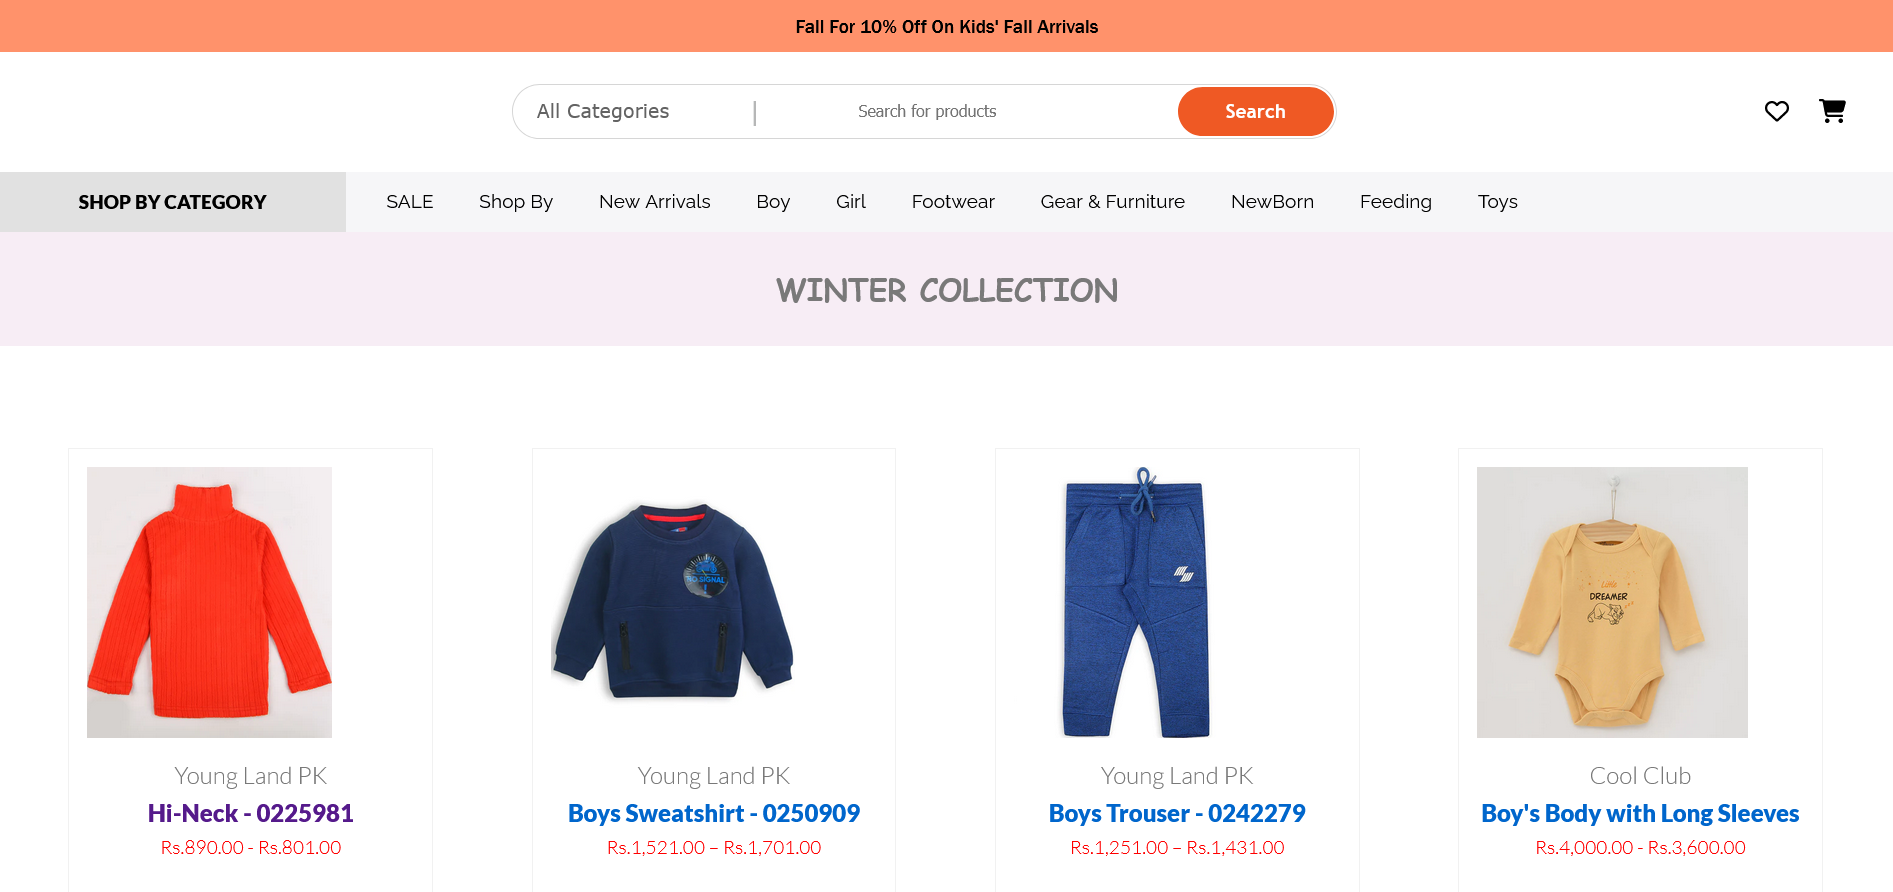 Fall For 10% Off On Kids' Fall Arrivals
All Categories | Search for products Search
SHOP BY CATEGORY SALE Shop By New Arrivals Boy Girl Footwear Gear & Furniture NewBorn Feeding Toys
WINTER COLLECTION
NO SIGNAL
Little
DREAMER
Young Land PK
Hi-Neck - 0225981
Rs.890.00 - Rs.801.00
Young Land PK
Boys Sweatshirt - 0250909
Rs.1,521.00 – Rs.1,701.00
Young Land PK
Boys Trouser - 0242279
Rs.1,251.00 – Rs.1,431.00
Cool Club
Boy's Body with Long Sleeves
Rs.4,000.00 - Rs.3,600.00